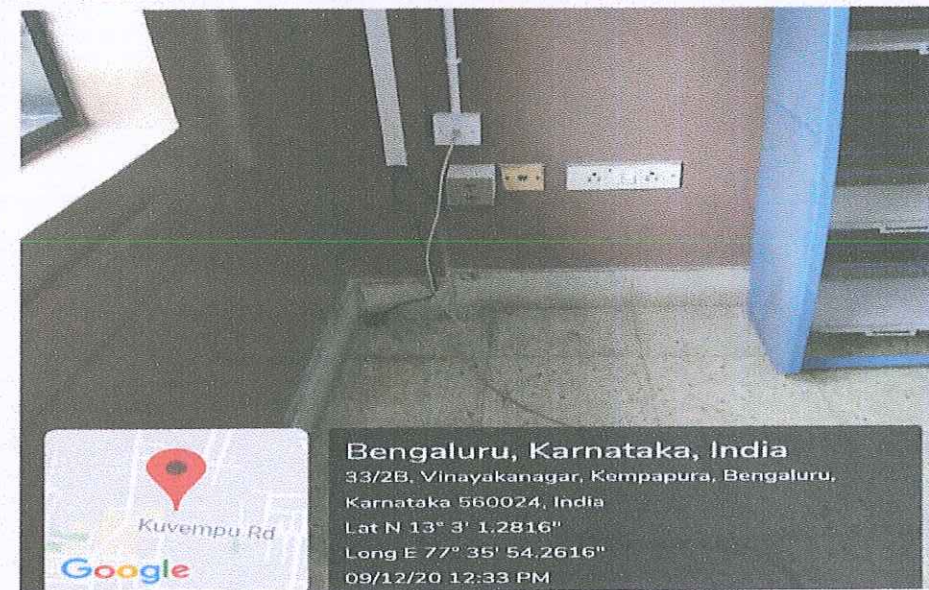 Kuvempu Rd
Google
Bengaluru, Karnataka, India
33/2B, Vinayakanagar, Kempapura, Bengaluru,
Karnataka 560024, India
Lat N 13° 3' 1.2816"
Long E 77° 35' 54.2616"
09/12/20 12:33 PM